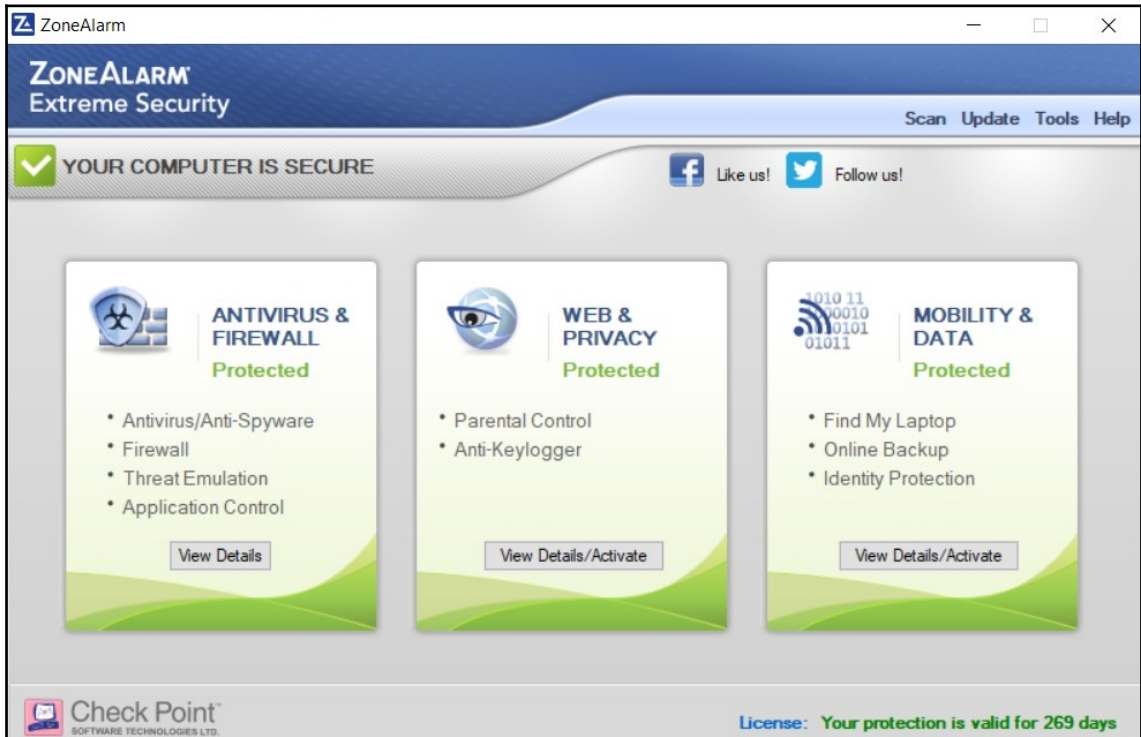 ZoneAlarm
ZONEALARM®
Extreme Security
Scan Update Tools Help
YOUR COMPUTER IS SECURE
Like us! Follow us!
ANTIVIRUS &
FIREWALL
Protected
• Antivirus/Anti-Spyware
• Firewall
• Threat Emulation
• Application Control
View Details
WEB &
PRIVACY
Protected
• Parental Control
• Anti-Keylogger
View Details/Activate
1010 11
00010
0101
01011
MOBILITY &
DATA
Protected
• Find My Laptop
• Online Backup
• Identity Protection
View Details/Activate
Check Point™
SOFTWARE TECHNOLOGIES LTD.
License: Your protection is valid for 269 days